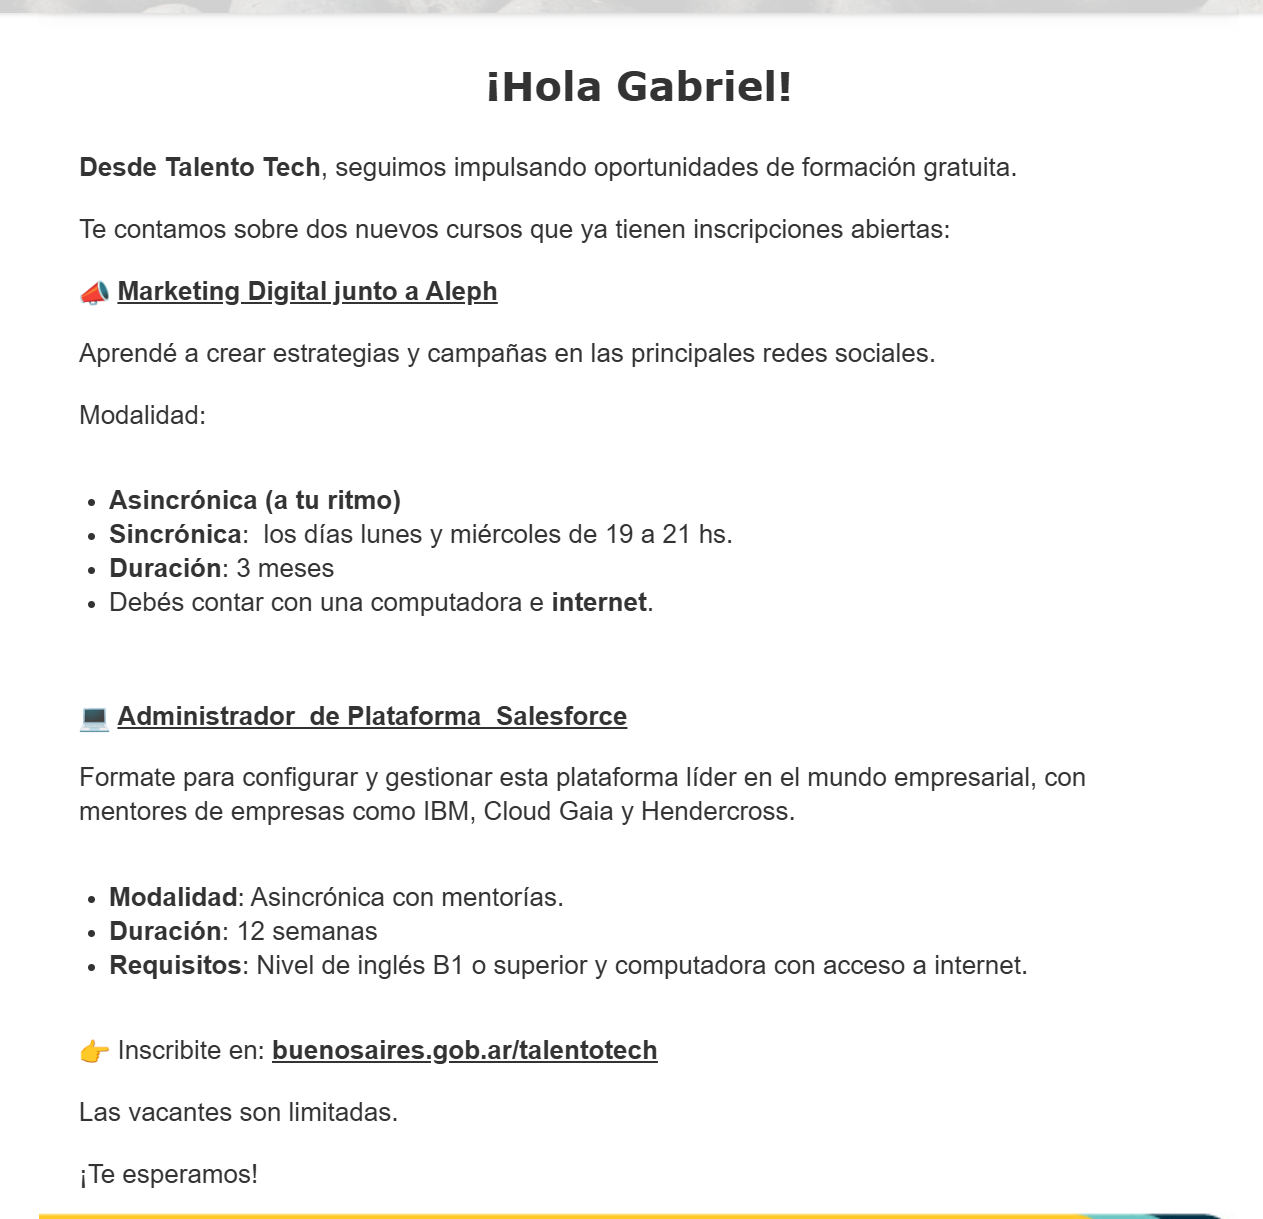 ¡Hola Gabriel!
Desde Talento Tech, seguimos impulsando oportunidades de formación gratuita.
Te contamos sobre dos nuevos cursos que ya tienen inscripciones abiertas:
📣 Marketing Digital junto a Aleph
Aprendé a crear estrategias y campañas en las principales redes sociales.
Modalidad:
• Asincrónica (a tu ritmo)
• Sincrónica:  los días lunes y miércoles de 19 a 21 hs.
• Duración: 3 meses
• Debés contar con una computadora e internet.
💻 Administrador  de Plataforma  Salesforce
Formate para configurar y gestionar esta plataforma líder en el mundo empresarial, con
mentores de empresas como IBM, Cloud Gaia y Hendercross.
• Modalidad: Asincrónica con mentorías.
• Duración: 12 semanas
• Requisitos: Nivel de inglés B1 o superior y computadora con acceso a internet.
👉 Inscribite en: buenosaires.gob.ar/talentotech
Las vacantes son limitadas.
¡Te esperamos!